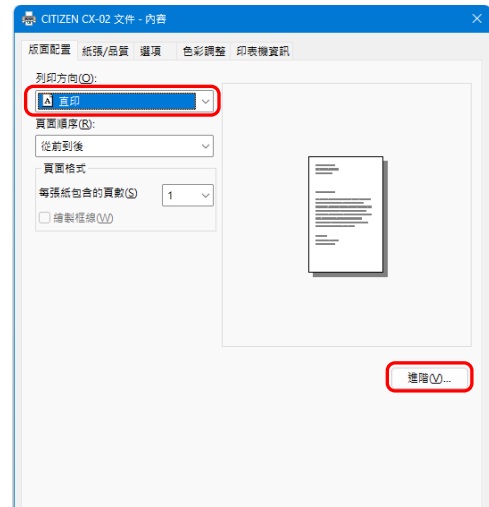 CITIZEN CX-02 文件 - 內容
版面配置 紙張/品質 選項 色彩調整 印表機資訊
列印方向(O):
A 直印
頁面順序(R):
從前到後
頁面格式
每張紙包含的頁數(S) 1
繪製框線(W)
進階(V)...